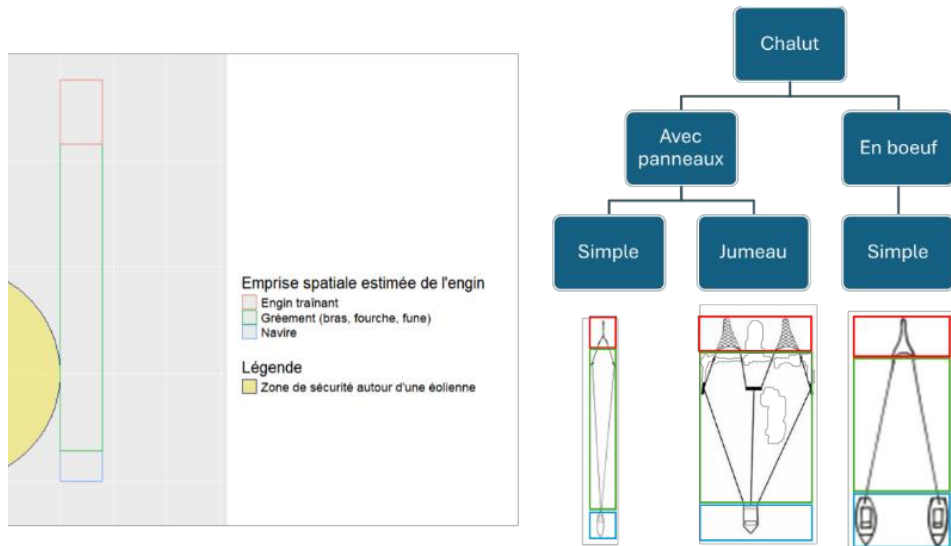 Emprise spatiale estimée de l'engin
Engin traînant
Gréement (bras, fourche, fune)
Navire
Légende
Zone de sécurité autour d'une éolienne
Chalut
Avec
panneaux
En boeuf
Simple
Jumeau
Simple